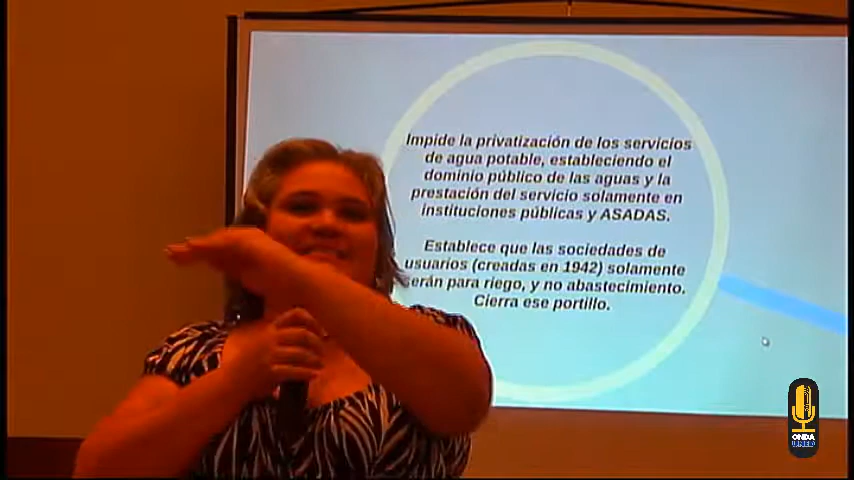 Impide la privatización de los servicios
de agua potable, estableciendo el
dominio público de las aguas y la
prestación del servicio solamente en
instituciones públicas y ASADAS.
Establece que las sociedades de
usuarios (creadas en 1942) solamente
serán para riego, y no abastecimiento.
Cierra ese portillo.
ONDA
UNED